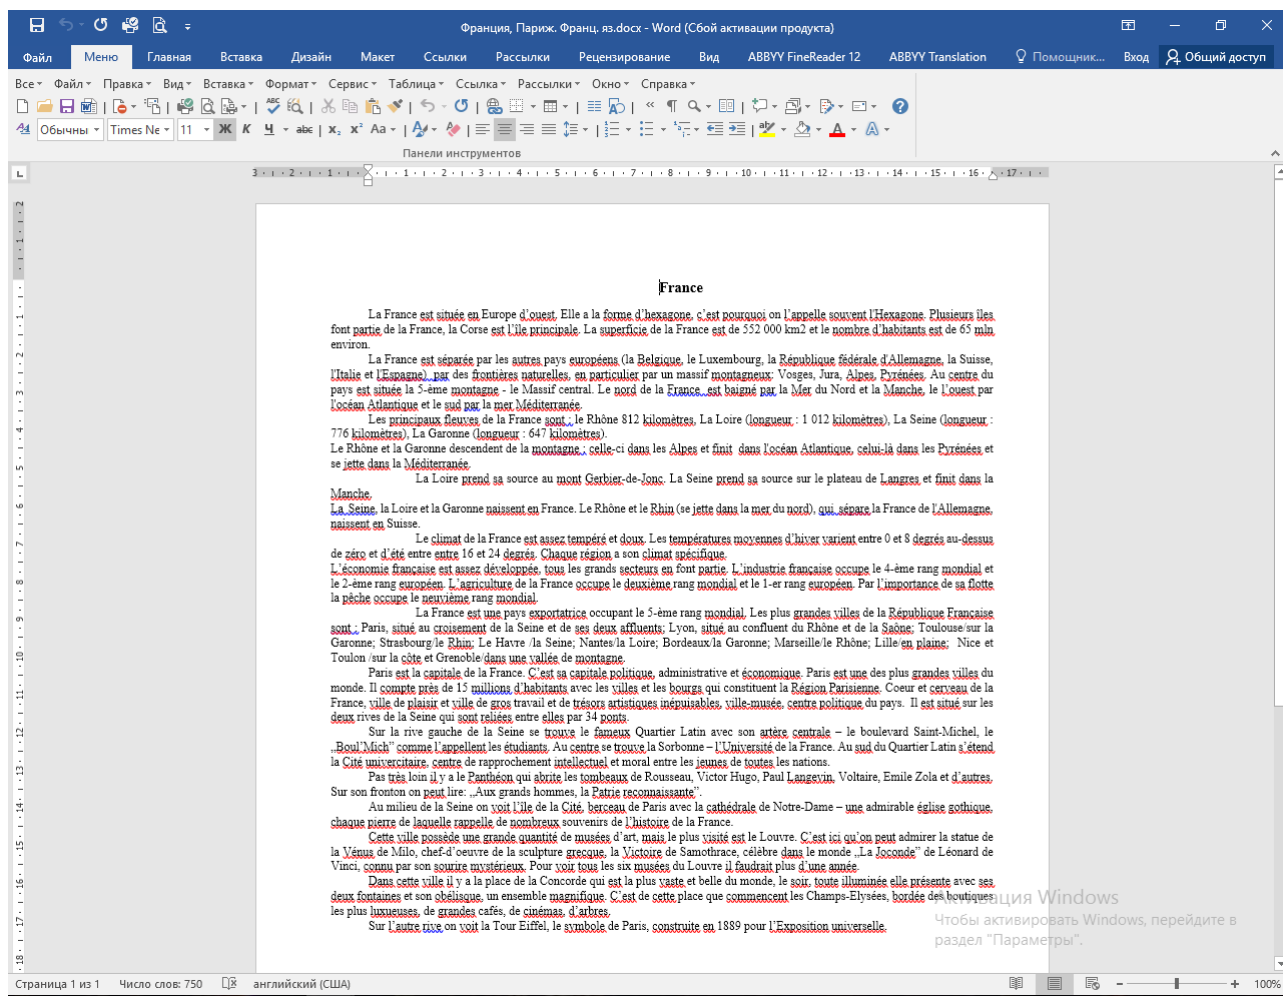 Франция, Париж. Франц. яз.docx - Word (Сбой активации продукта)
Файл Меню Главная Вставка Дизайн Макет Ссылки Рассылки Рецензирование Вид ABBYY FineReader 12 ABBYY Translation Помощник... Вход Общий доступ
Все Файл Правка Вид Вставка Формат Сервис Таблица Ссылка Рассылки Окно Справка
Обычны Times Ne 11 Ж К Ч abc x₂ x² Aa
Панели инструментов
3 2 1 1 2 3 4 5 6 7 8 9 10 11 12 13 14 15 16 17
France
La France est située en Europe d’ouest. Elle a la forme d’hexagone, c’est pourquoi on l’appelle souvent l'Hexagone. Plusieurs îles
font partie de la France, la Corse est l’île principale. La superficie de la France est de 552 000 km2 et le nombre d’habitants est de 65 mln
environ.
La France est séparée par les autres pays européens (la Belgique, le Luxembourg, la République fédérale d'Allemagne, la Suisse,
l'Italie et l'Espagne) par des frontières naturelles, en particulier par un massif montagneux: Vosges, Jura, Alpes, Pyrénées. Au centre du
pays est située la 5-ème montagne - le Massif central. Le nord de la France est baigné par la Mer du Nord et la Manche, le l’ouest par
l'océan Atlantique et le sud par la mer Méditerranée.
Les principaux fleuves de la France sont : le Rhône 812 kilomètres, La Loire (longueur : 1 012 kilomètres), La Seine (longueur :
776 kilomètres), La Garonne (longueur : 647 kilomètres).
Le Rhône et la Garonne descendent de la montagne : celle-ci dans les Alpes et finit dans l'océan Atlantique, celui-là dans les Pyrénées et
se jette dans la Méditerranée.
La Loire prend sa source au mont Gerbier-de-Jonc. La Seine prend sa source sur le plateau de Langres et finit dans la
Manche.
La Seine, la Loire et la Garonne naissent en France. Le Rhône et le Rhin (se jette dans la mer du nord), qui sépare la France de l'Allemagne,
naissent en Suisse.
Le climat de la France est assez tempéré et doux. Les températures moyennes d’hiver varient entre 0 et 8 degrés au-dessus
de zéro et d’été entre entre 16 et 24 degrés. Chaque région a son climat spécifique.
L’économie française est assez développée, tous les grands secteurs en font partie. L’industrie française occupe le 4-ème rang mondial et
le 2-ème rang européen. L’agriculture de la France occupe le deuxième rang mondial et le 1-er rang européen. Par l’importance de sa flotte
la pêche occupe le neuvième rang mondial.
La France est une pays exportatrice occupant le 5-ème rang mondial. Les plus grandes villes de la République Française
sont : Paris, situé au croisement de la Seine et de ses deux affluents; Lyon, situé au confluent du Rhône et de la Saône; Toulouse/sur la
Garonne; Strasbourg/le Rhin; Le Havre /la Seine; Nantes/la Loire; Bordeaux/la Garonne; Marseille/le Rhône; Lille/en plaine; Nice et
Toulon /sur la côte et Grenoble/dans une vallée de montagne.
Paris est la capitale de la France. C’est sa capitale politique, administrative et économique. Paris est une des plus grandes villes du
monde. Il compte près de 15 millions d’habitants avec les villes et les bourgs qui constituent la Région Parisienne. Coeur et cerveau de la
France, ville de plaisir et ville de gros travail et de trésors artistiques inépuisables, ville-musée, centre politique du pays. Il est situé sur les
deux rives de la Seine qui sont reliées entre elles par 34 ponts.
Sur la rive gauche de la Seine se trouve le fameux Quartier Latin avec son artère centrale – le boulevard Saint-Michel, le
„Boul’Mich” comme l’appellent les étudiants. Au centre se trouve la Sorbonne – l’Université de la France. Au sud du Quartier Latin s’étend
la Cité univercitaire, centre de rapprochement intellectuel et moral entre les jeunes de toutes les nations.
Pas très loin il y a le Panthéon qui abrite les tombeaux de Rousseau, Victor Hugo, Paul Langevin, Voltaire, Emile Zola et d’autres.
Sur son fronton on peut lire: „Aux grands hommes, la Patrie reconnaissante”.
Au milieu de la Seine on voit l’île de la Cité, berceau de Paris avec la cathédrale de Notre-Dame – une admirable église gothique,
chaque pierre de laquelle rappelle de nombreux souvenirs de l’histoire de la France.
Cette ville possède une grande quantité de musées d’art, mais le plus visité est le Louvre. C’est ici qu’on peut admirer la statue de
la Vénus de Milo, chef-d’oeuvre de la sculpture grecque, la Victoire de Samothrace, célèbre dans le monde „La Joconde” de Léonard de
Vinci, connu par son sourire mystérieux. Pour voir tous les six musées du Louvre il faudrait plus d’une année.
Dans cette ville il y a la place de la Concorde qui est la plus vaste et belle du monde, le soir, toute illuminée elle présente avec ses
deux fontaines et son obélisque, un ensemble magnifique. C’est de cette place que commencent les Champs-Elysées, bordée des boutiques
les plus luxueuses, de grandes cafés, de cinémas, d’arbres.
Sur l’autre rive on voit la Tour Eiffel, le symbole de Paris, construite en 1889 pour l’Exposition universelle.
Активация Windows
Чтобы активировать Windows, перейдите в
раздел "Параметры".
Страница 1 из 1 Число слов: 750 английский (США) 100%